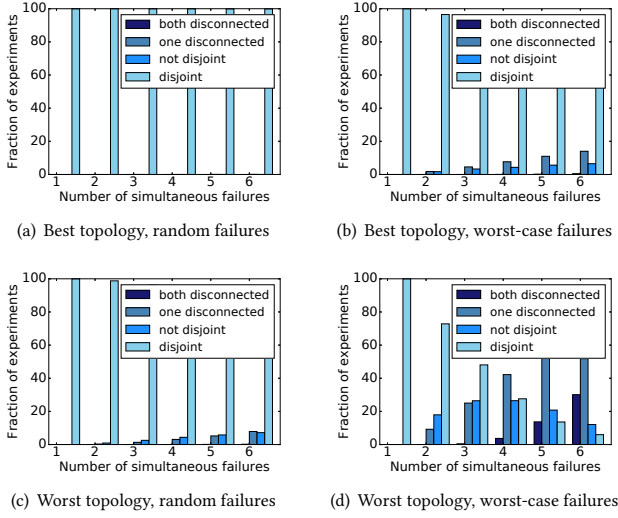 100
80
60
40
20
0
Fraction of experiments
both disconnected
one disconnected
not disjoint
disjoint
1 2 3 4 5 6
Number of simultaneous failures
(a) Best topology, random failures
100
80
60
40
20
0
Fraction of experiments
both disconnected
one disconnected
not disjoint
disjoint
1 2 3 4 5 6
Number of simultaneous failures
(b) Best topology, worst-case failures
100
80
60
40
20
0
Fraction of experiments
both disconnected
one disconnected
not disjoint
disjoint
1 2 3 4 5 6
Number of simultaneous failures
(c) Worst topology, random failures
100
80
60
40
20
0
Fraction of experiments
both disconnected
one disconnected
not disjoint
disjoint
1 2 3 4 5 6
Number of simultaneous failures
(d) Worst topology, worst-case failures